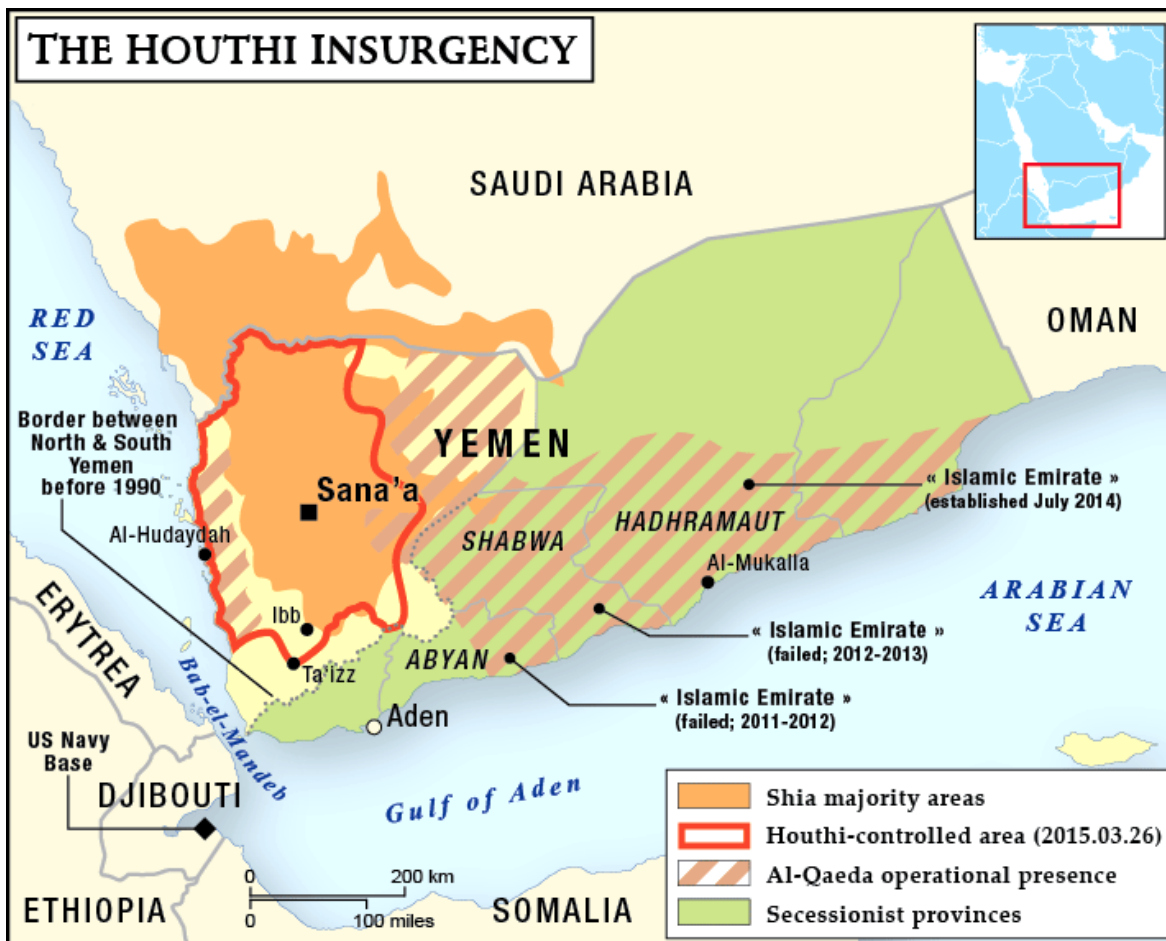 THE HOUTHI INSURGENCY
SAUDI ARABIA
OMAN
RED
SEA
Border between
North & South
Yemen
before 1990
YEMEN
Sana'a
Al-Hudaydah
« Islamic Emirate »
(established July 2014)
SHABWA
HADHRAMAUT
Al-Mukalla
ARABIAN
SEA
Ibb
ERYTREA
« Islamic Emirate »
(failed; 2012-2013)
ABYAN
Ta'izz
« Islamic Emirate »
(failed; 2011-2012)
Aden
Bab-el-Mandeb
US Navy
Base
DJIBOUTI
Gulf of Aden
Shia majority areas
Houthi-controlled area (2015.03.26)
Al-Qaeda operational presence
Secessionist provinces
0 200 km
0 100 miles
ETHIOPIA
SOMALIA